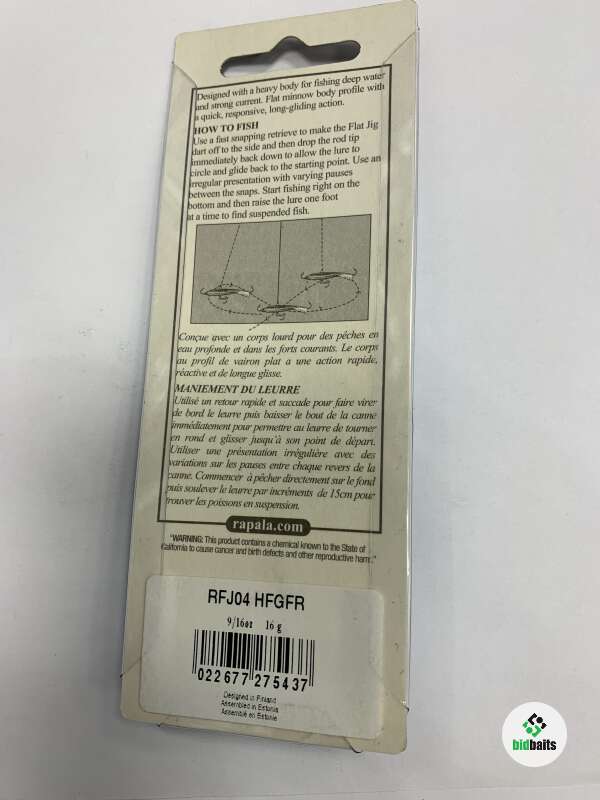 Designed with a heavy body for fishing deep water
and strong current. Flat minnow body profile with
a quick, responsive, long-gliding action.
HOW TO FISH
Use a fast snapping retrieve to make the Flat Jig
dart off to the side and then drop the rod tip
immediately back down to allow the lure to
circle and glide back to the starting point. Use an
irregular presentation with varying pauses
between the snaps. Start fishing right on the
bottom and then raise the lure one foot
at a time to find suspended fish.
Conçue avec un corps lourd pour des pêches en
eau profonde et dans les forts courants. Le corps
au profil de vairon plat a une action rapide,
réactive et de longue glisse.
MANIEMENT DU LEURRE
Utilisé un retour rapide et saccade pour faire virer
de bord le leurre puis baisser le bout de la canne
immédiatement pour permettre au leurre de tourner
en rond et glisser jusqu'à son point de départ.
Utiliser une présentation irrégulière avec des
variations sur les pauses entre chaque revers de la
canne. Commencer à pêcher directement sur le fond
puis soulever le leurre par incréments de 15cm pour
trouver les poissons en suspension.
rapala.com
"WARNING: This product contains a chemical known to the State of
California to cause cancer and birth defects and other reproductive harm."
RFJ04 HFGFR
9/16oz 16 g
022677 275437
Designed in Finland
Assembled in Estonia
Assemblé en Estonie
bidbaits